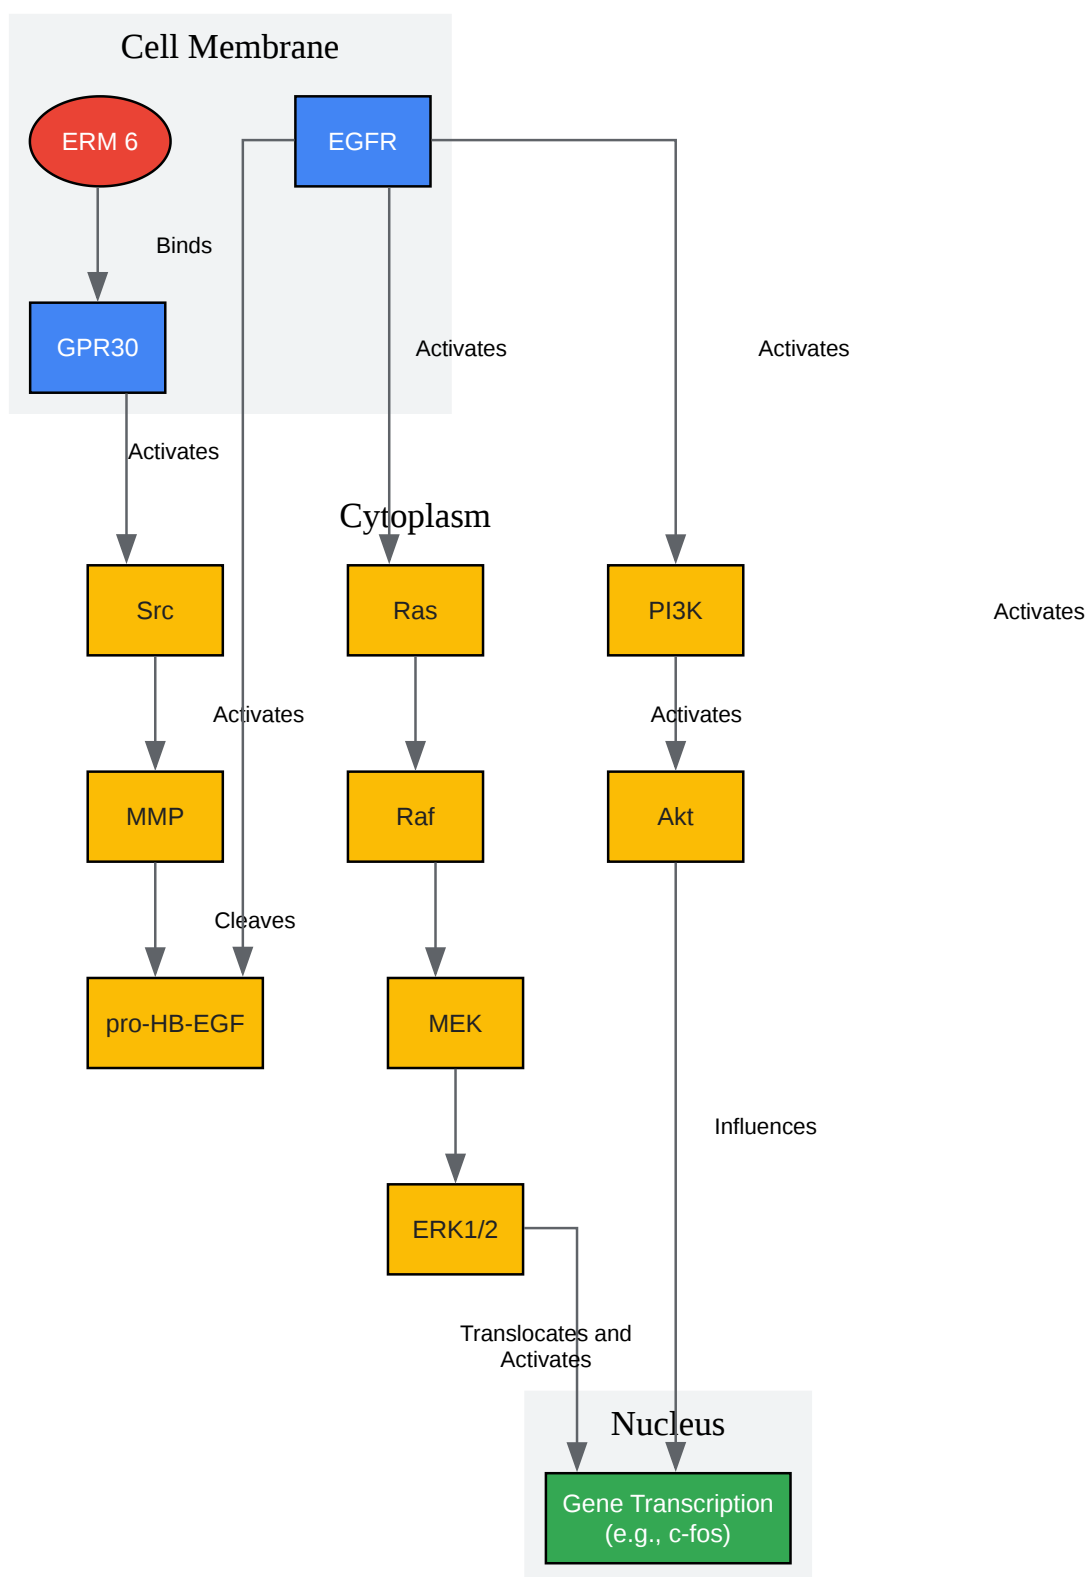 Cell Membrane
ERM 6
EGFR
Binds
GPR30
Activates
Activates
Activates
Cytoplasm
Src
Ras
PI3K
Activates
Activates
Activates
MMP
Raf
Akt
Cleaves
pro-HB-EGF
MEK
Influences
ERK1/2
Translocates and
Activates
Nucleus
Gene Transcription
(e.g., c-fos)